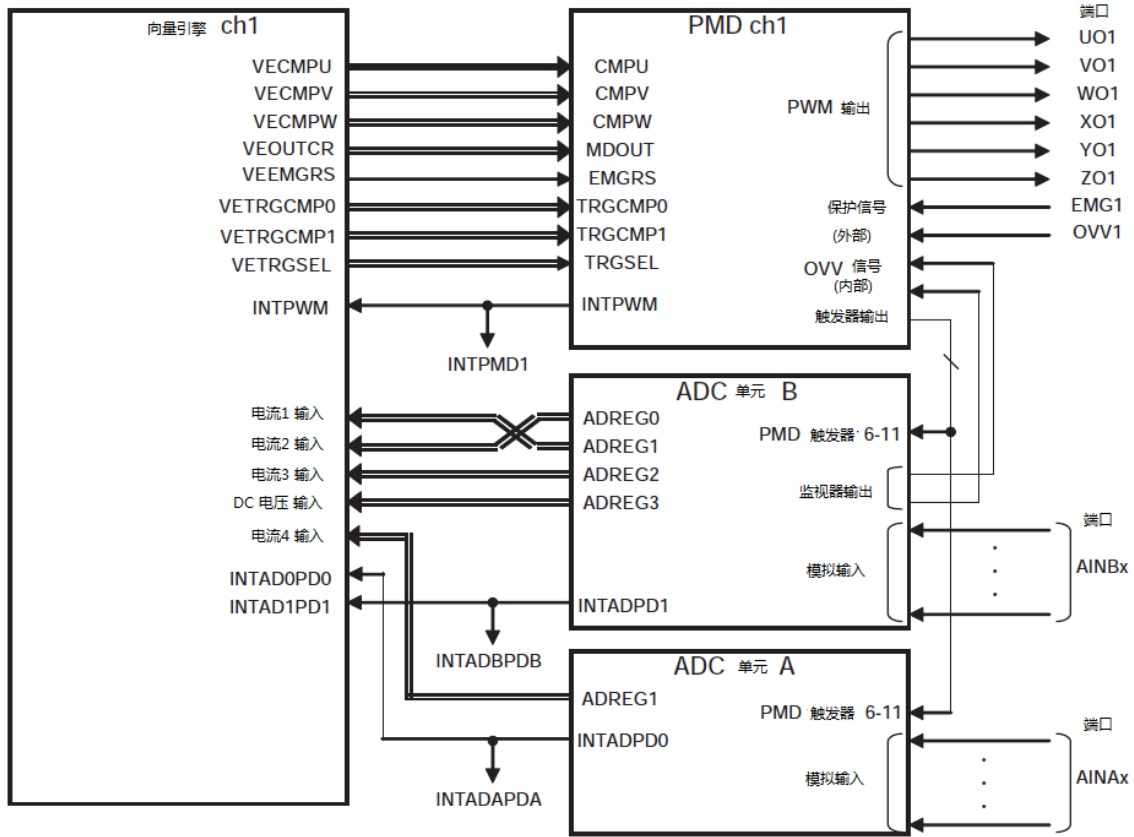 向量引擎 ch1
VECMPU
VECMPV
VECMPW
VEOUTCR
VEEMGRS
VETRGCMP0
VETRGCMP1
VETRGSEL
INTPWM
电流1 输入
电流2 输入
电流3 输入
DC 电压 输入
电流4 输入
INTAD0PD0
INTAD1PD1
INTPMD1
INTADBPDB
INTADAPDA
PMD ch1
CMPU
CMPV
CMPW
MDOUT
EMGRS
TRGCMP0
TRGCMP1
TRGSEL
INTPWM
PWM 输出
保护信号
(外部)
OVV 信号
(内部)
触发器输出
端口
UO1
VO1
WO1
XO1
YO1
ZO1
EMG1
OVV1
ADC 单元 B
ADREG0
ADREG1
ADREG2
ADREG3
INTADPD1
PMD 触发器 6-11
监视器输出
模拟输入
端口
AINBx
ADC 单元 A
ADREG1
INTADPD0
PMD 触发器 6-11
模拟输入
端口
AINAx